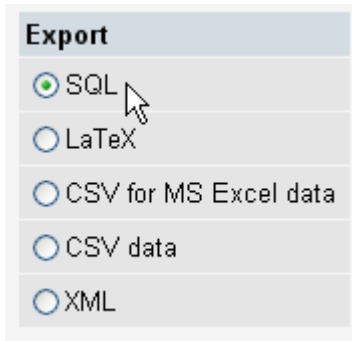 Export
SQL
LaTeX
CSV for MS Excel data
CSV data
XML